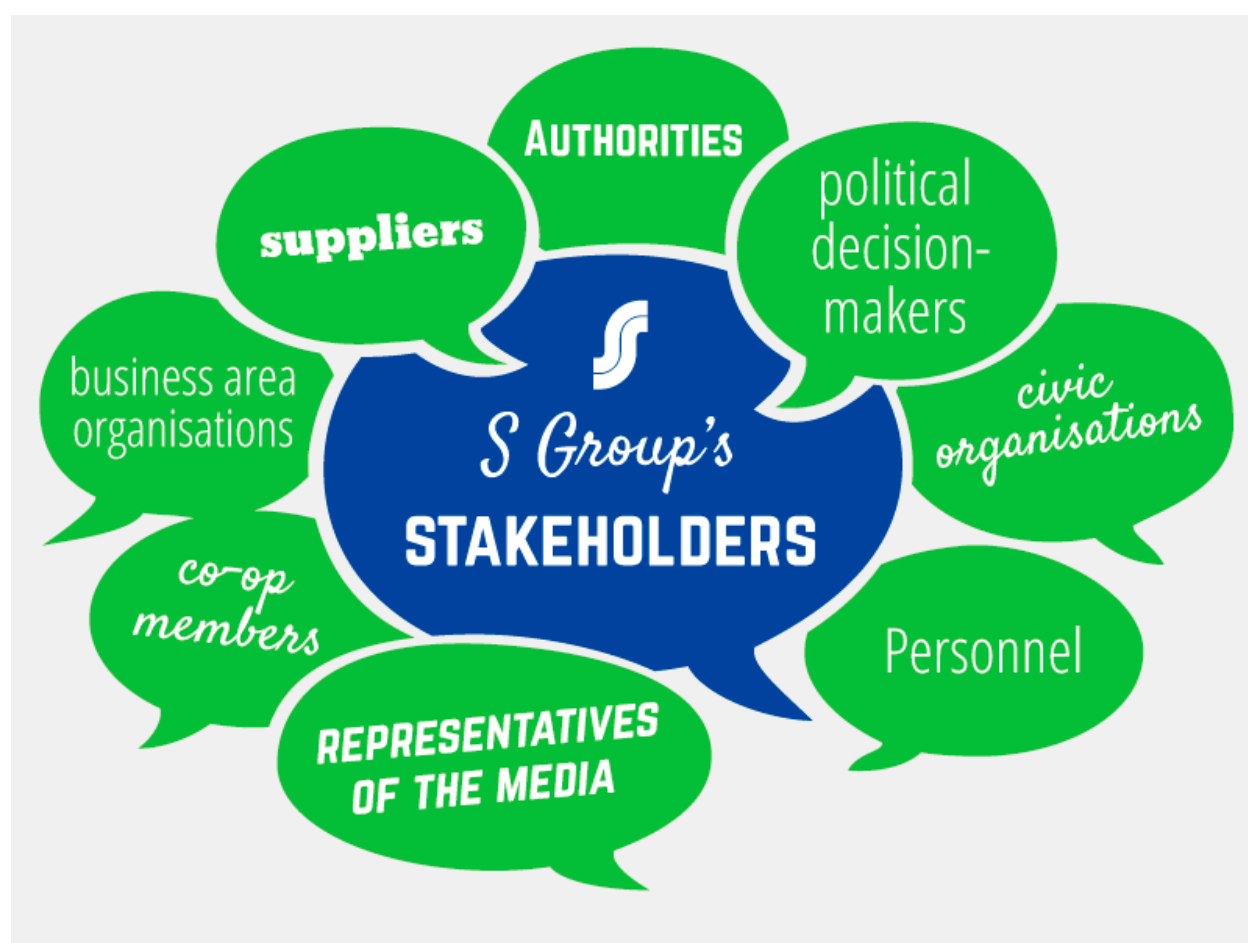 AUTHORITIES
suppliers
political
decision-
makers
business area
organisations
civic
organisations
S Group's
STAKEHOLDERS
co-op
members
Personnel
REPRESENTATIVES
OF THE MEDIA